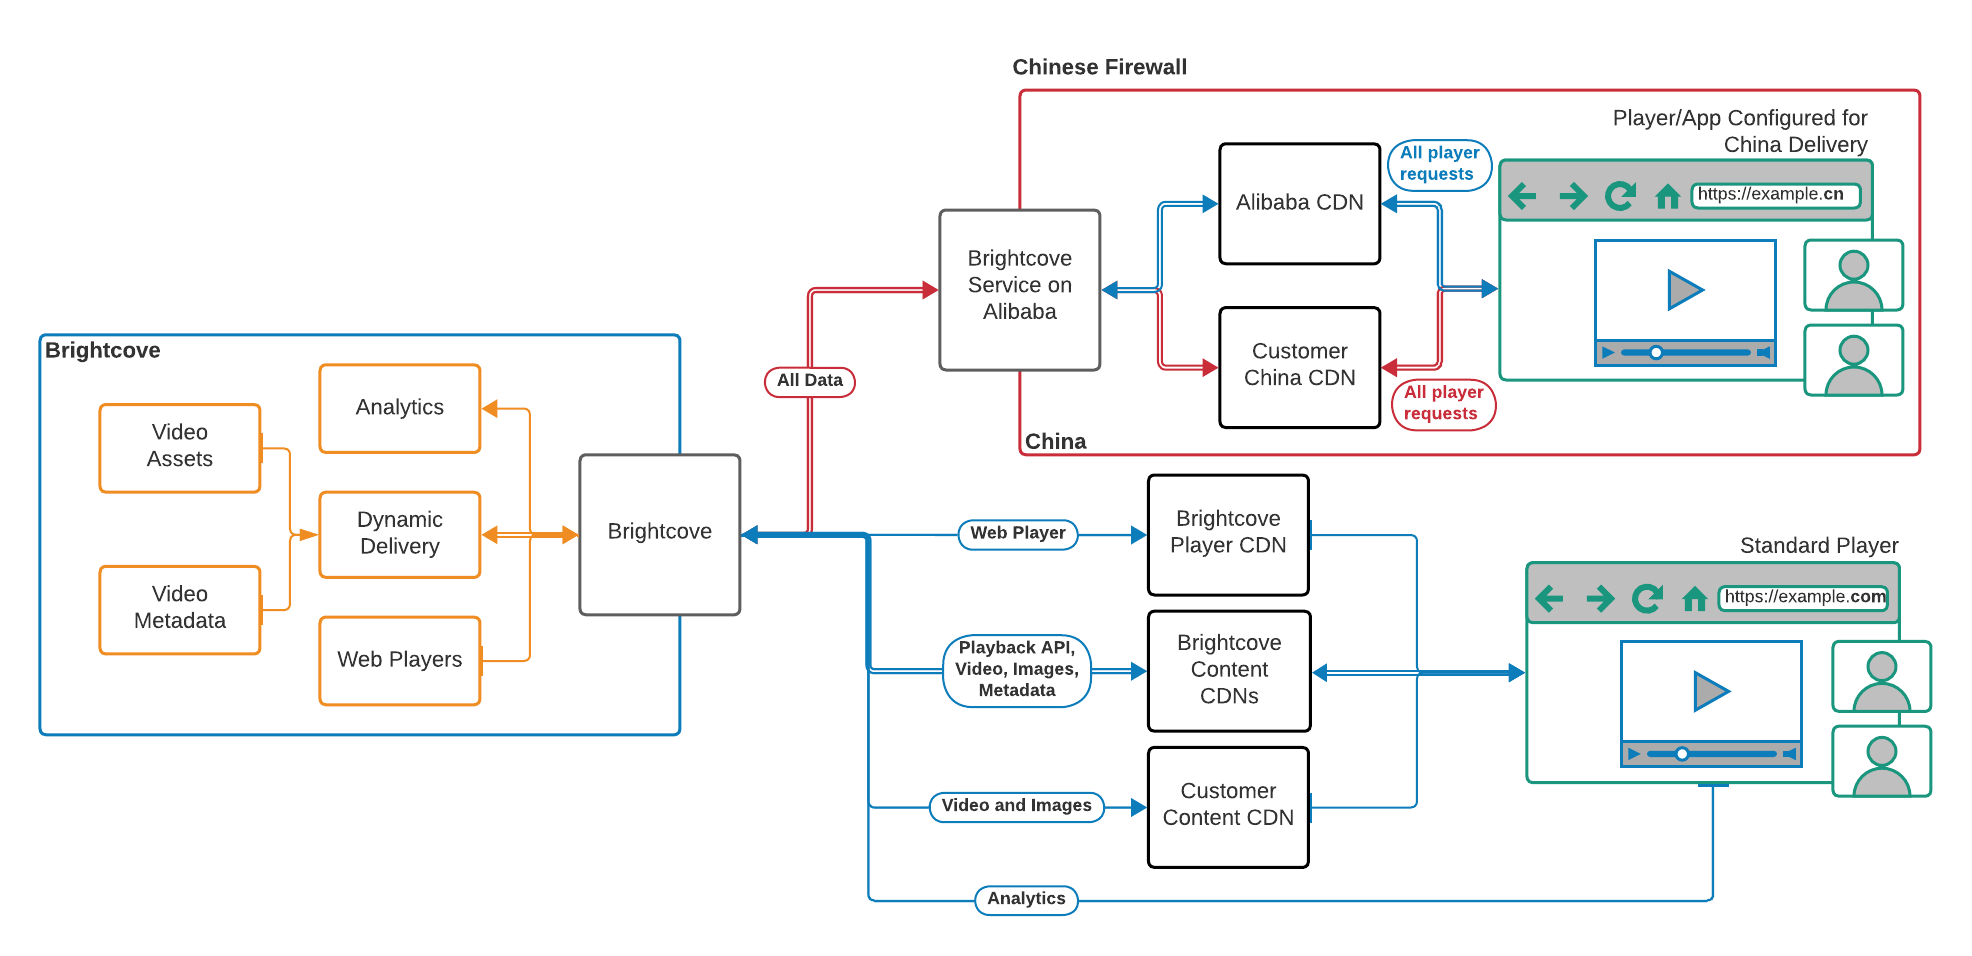 Chinese Firewall
Player/App Configured for
China Delivery
All player
requests
https://example.cn
Alibaba CDN
Brightcove
Service on
Alibaba
Customer
China CDN
All player
requests
China
All Data
Brightcove
Analytics
Video
Assets
Dynamic
Delivery
Brightcove
Video
Metadata
Web Players
Web Player
Brightcove
Player CDN
Standard Player
https://example.com
Playback API,
Video, Images,
Metadata
Brightcove
Content
CDNs
Video and Images
Customer
Content CDN
Analytics